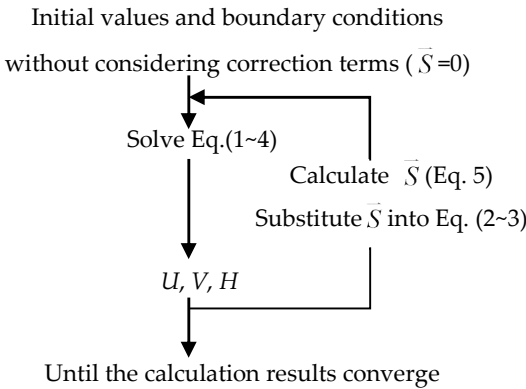 Initial values and boundary conditions
without considering correction terms ( S⃗ =0)
Solve Eq.(1~4)
Calculate S⃗ (Eq. 5)
Substitute S⃗ into Eq. (2~3)
U, V, H
Until the calculation results converge